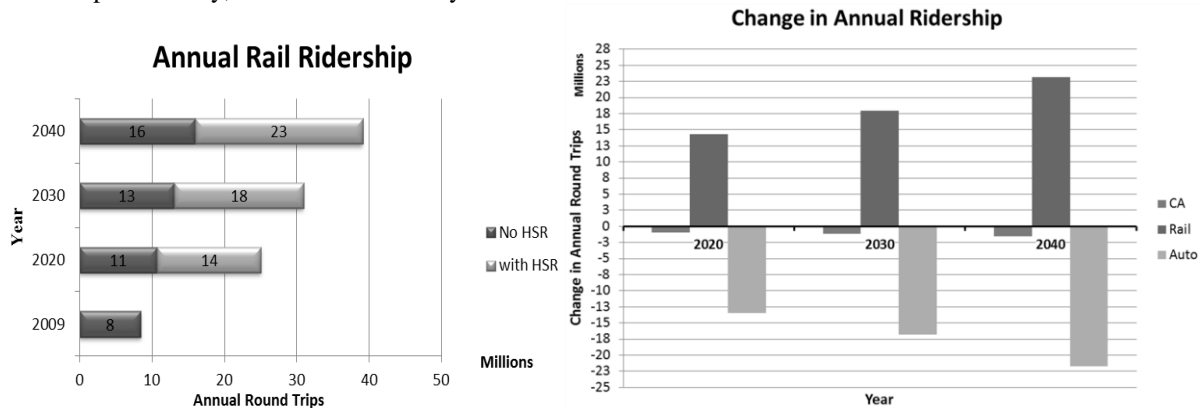 Annual Rail Ridership
2040
16
23
2030
13
18
2020
11
14
2009
8
Year
No HSR
with HSR
Millions
0 10 20 30 40 50
Annual Round Trips
Change in Annual Ridership
Millions
Change in Annual Round Trips
28
25
23
20
18
15
13
10
8
5
3
0
-3
-5
-8
-10
-13
-15
-18
-20
-23
-25
2020 2030 2040
CA
Rail
Auto
Year